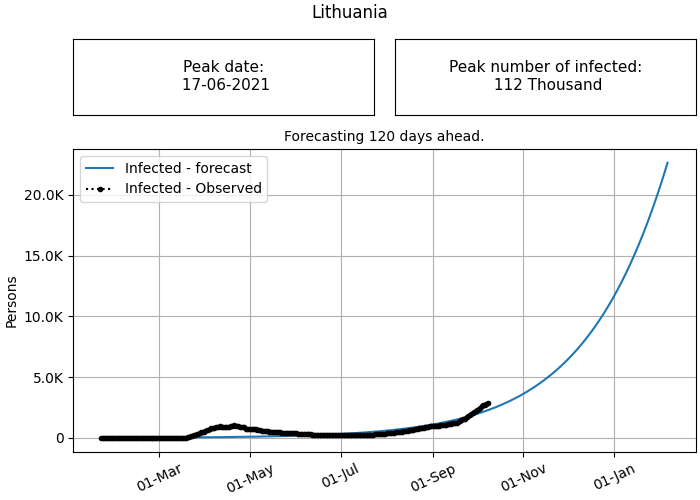 Lithuania
Peak date:
17-06-2021
Peak number of infected:
112 Thousand
Forecasting 120 days ahead.
Infected - forecast
Infected - Observed
20.0K
15.0K
10.0K
5.0K
0
Persons
01-Mar
01-May
01-Jul
01-Sep
01-Nov
01-Jan